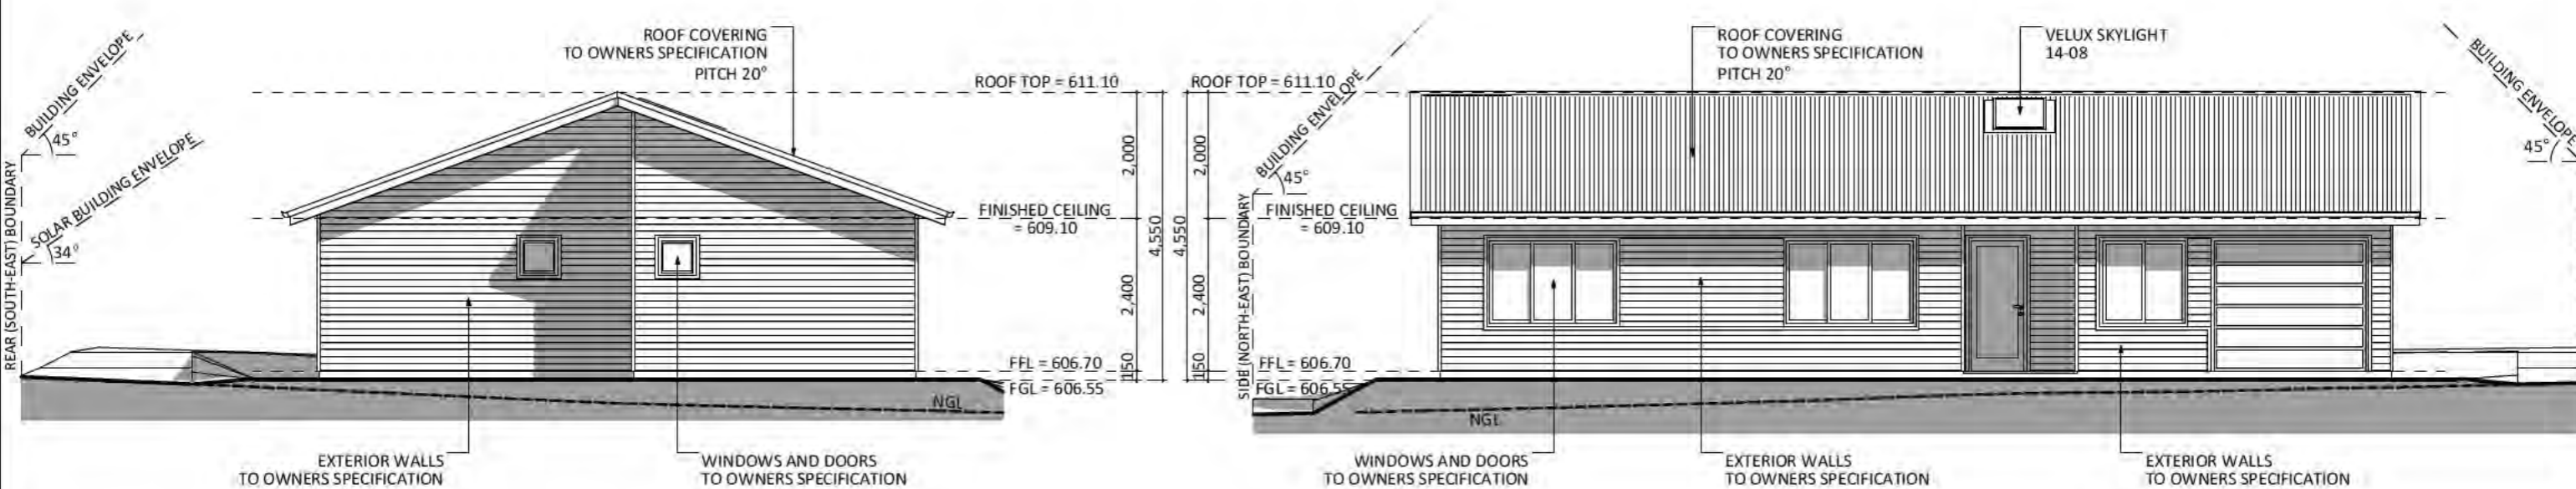 BUILDING ENVELOPE
45°
SOLAR BUILDING ENVELOPE
34°
REAR (SOUTH-EAST) BOUNDARY
ROOF COVERING
TO OWNERS SPECIFICATION
PITCH 20°
ROOF TOP = 611.10
FINISHED CEILING
= 609.10
FFL = 606.70
FGL = 606.55
NGL
2,000
2,400
150
4,550
EXTERIOR WALLS
TO OWNERS SPECIFICATION
WINDOWS AND DOORS
TO OWNERS SPECIFICATION
ROOF TOP = 611.10
BUILDING ENVELOPE
45°
SIDE (NORTH-EAST) BOUNDARY
FINISHED CEILING
= 609.10
FFL = 606.70
FGL = 606.55
4,550
2,000
2,400
150
ROOF COVERING
TO OWNERS SPECIFICATION
PITCH 20°
VELUX SKYLIGHT
14-08
BUILDING ENVELOPE
45°
NGL
WINDOWS AND DOORS
TO OWNERS SPECIFICATION
EXTERIOR WALLS
TO OWNERS SPECIFICATION
EXTERIOR WALLS
TO OWNERS SPECIFICATION